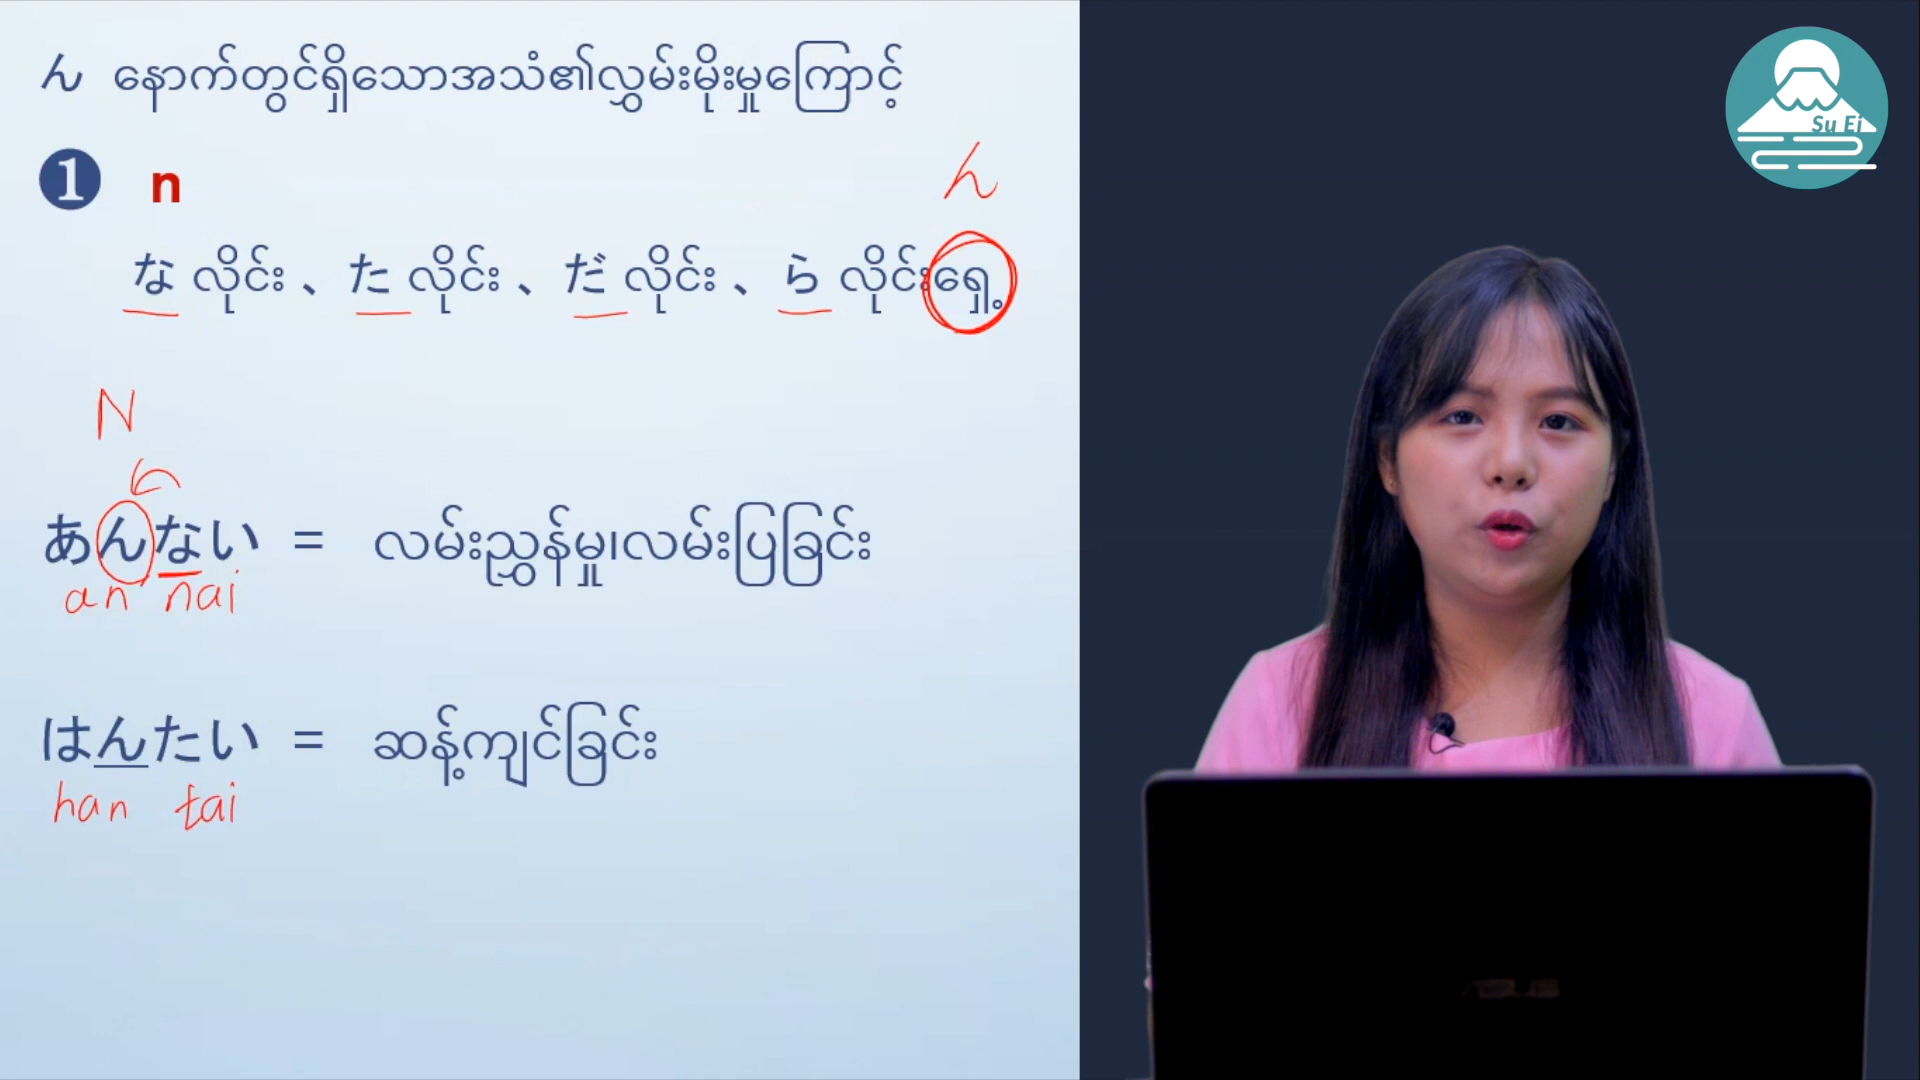 ん နောက်တွင်ရှိသောအသံ၏လွှမ်းမိုးမှုကြောင့်
1 n
ん
な လိုင်း 、 た လိုင်း 、 だ လိုင်း 、 ら လိုင်းရှေ့
N
あんない = လမ်းညွှန်မှု၊လမ်းပြခြင်း
an nai
はんたい = ဆန့်ကျင်ခြင်း
han tai
Su Ei
ASUS